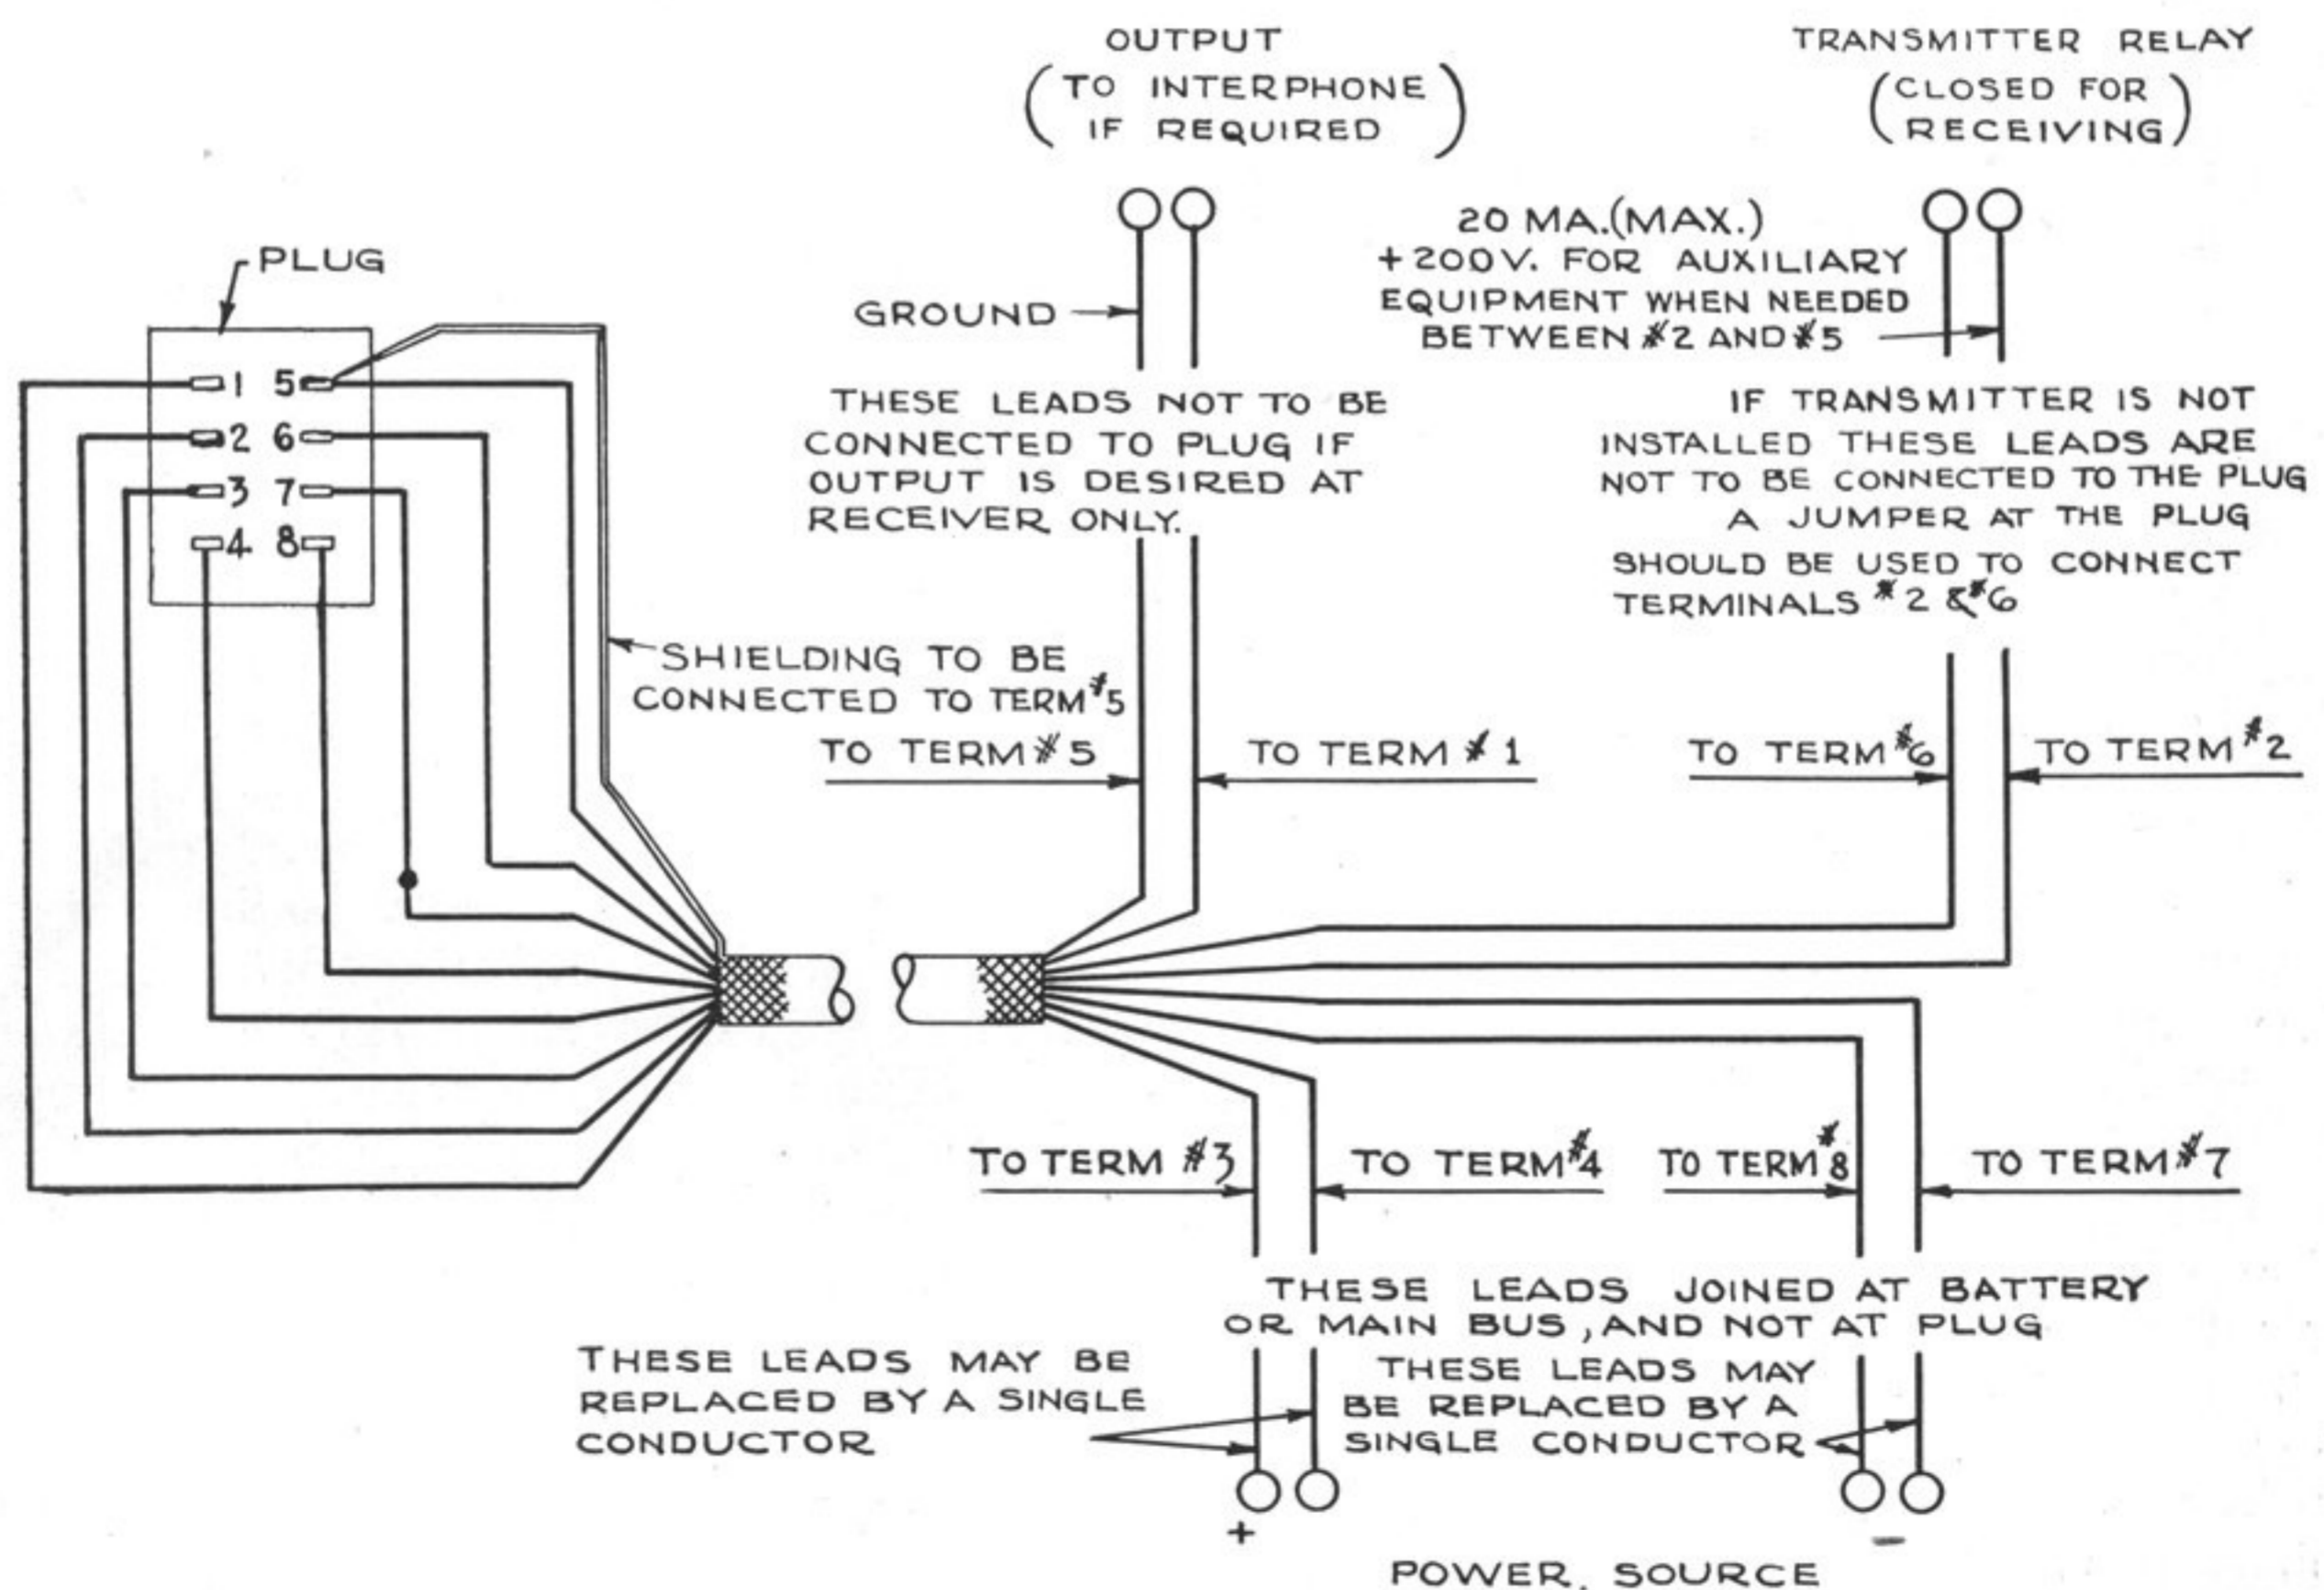 OUTPUT
(TO INTERPHONE
IF REQUIRED)
TRANSMITTER RELAY
(CLOSED FOR
RECEIVING)
PLUG
1 5
2 6
3 7
4 8
GROUND
20 MA.(MAX.)
+200V. FOR AUXILIARY
EQUIPMENT WHEN NEEDED
BETWEEN #2 AND #5
THESE LEADS NOT TO BE
CONNECTED TO PLUG IF
OUTPUT IS DESIRED AT
RECEIVER ONLY.
IF TRANSMITTER IS NOT
INSTALLED THESE LEADS ARE
NOT TO BE CONNECTED TO THE PLUG
A JUMPER AT THE PLUG
SHOULD BE USED TO CONNECT
TERMINALS #2 & #6
SHIELDING TO BE
CONNECTED TO TERM #5
TO TERM #5
TO TERM #1
TO TERM #6
TO TERM #2
TO TERM #3
TO TERM #4
TO TERM #8
TO TERM #7
THESE LEADS JOINED AT BATTERY
OR MAIN BUS, AND NOT AT PLUG
THESE LEADS MAY BE
REPLACED BY A SINGLE
CONDUCTOR
THESE LEADS MAY
BE REPLACED BY A
SINGLE CONDUCTOR
+
−
POWER SOURCE